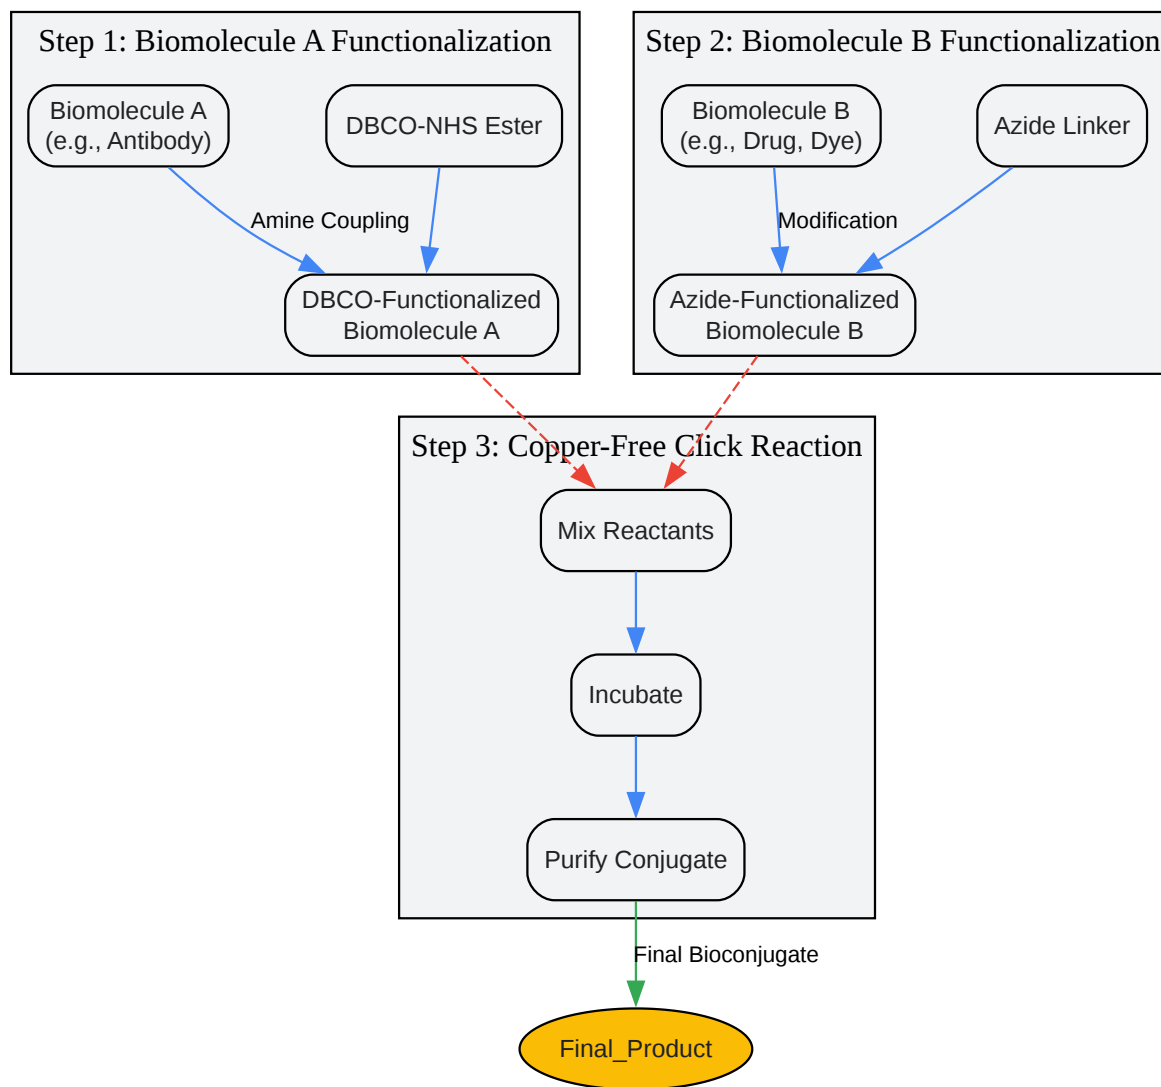 Step 1: Biomolecule A Functionalization
Biomolecule A
(e.g., Antibody)
DBCO-NHS Ester
Amine Coupling
DBCO-Functionalized
Biomolecule A
Step 2: Biomolecule B Functionalization
Biomolecule B
(e.g., Drug, Dye)
Azide Linker
Modification
Azide-Functionalized
Biomolecule B
Step 3: Copper-Free Click Reaction
Mix Reactants
Incubate
Purify Conjugate
Final Bioconjugate
Final_Product